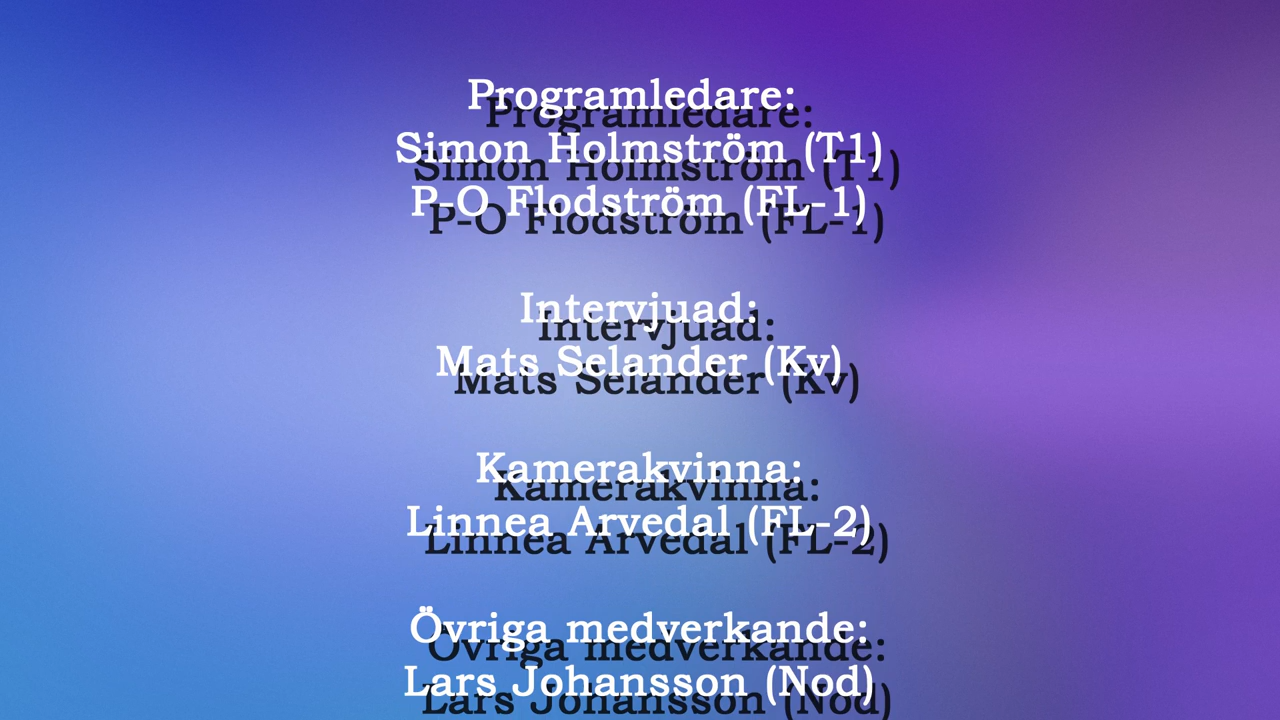 Programledare:
Simon Holmström (T1)
P-O Flodström (FL-1)
Intervjuad:
Mats Selander (Kv)
Kamerakvinna:
Linnea Arvedal (FL-2)
Övriga medverkande:
Lars Johansson (Nod)